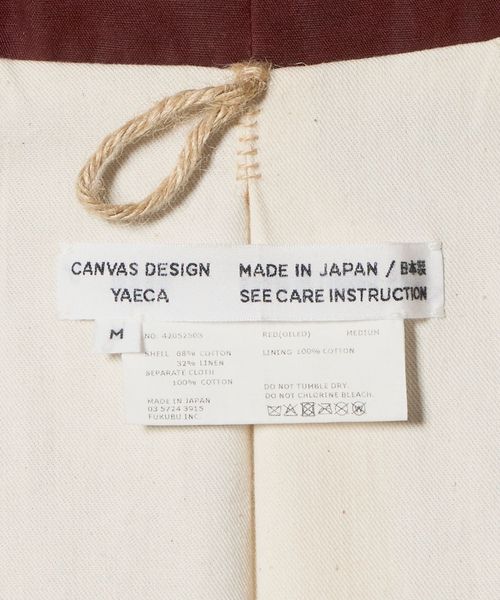 CANVAS DESIGN MADE IN JAPAN / 日本製
YAECA SEE CARE INSTRUCTION
M
NO. 42052505 RED(OILED) MEDIUM
SHELL 68% COTTON LINING 100% COTTON
32% LINEN
SEPARATE CLOTH
100% COTTON
DO NOT TUMBLE DRY.
DO NOT CHLORINE BLEACH.
MADE IN JAPAN
03 5724 3915
FUKUBU INC.